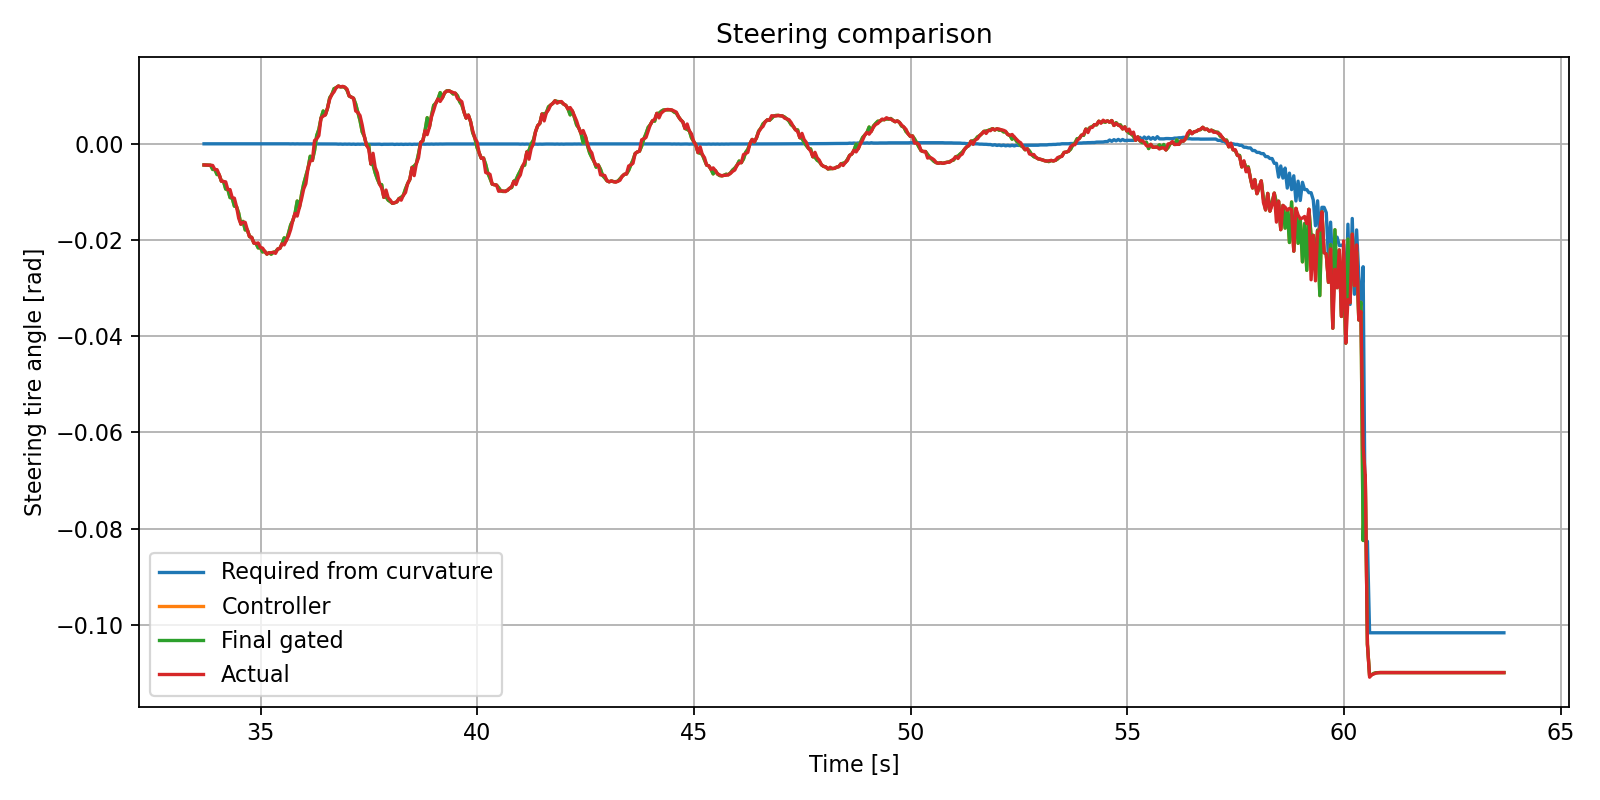 Steering comparison
Steering tire angle [rad]
0.00
−0.02
−0.04
−0.06
−0.08
−0.10
Required from curvature
Controller
Final gated
Actual
35
40
45
50
55
60
65
Time [s]